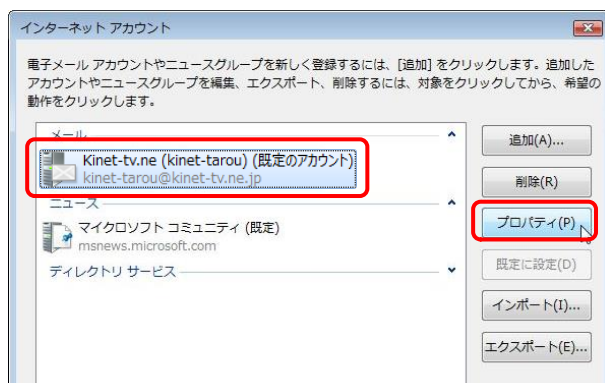 インターネット アカウント
電子メール アカウントやニュースグループを新しく登録するには、[追加] をクリックします。追加した
アカウントやニュースグループを編集、エクスポート、削除するには、対象をクリックしてから、希望の
動作をクリックします。
メール
Kinet-tv.ne (kinet-tarou) (既定のアカウント)
kinet-tarou@kinet-tv.ne.jp
ニュース
マイクロソフト コミュニティ (既定)
msnews.microsoft.com
ディレクトリ サービス
追加(A)...
削除(R)
プロパティ(P)
既定に設定(D)
インポート(I)...
エクスポート(E)...